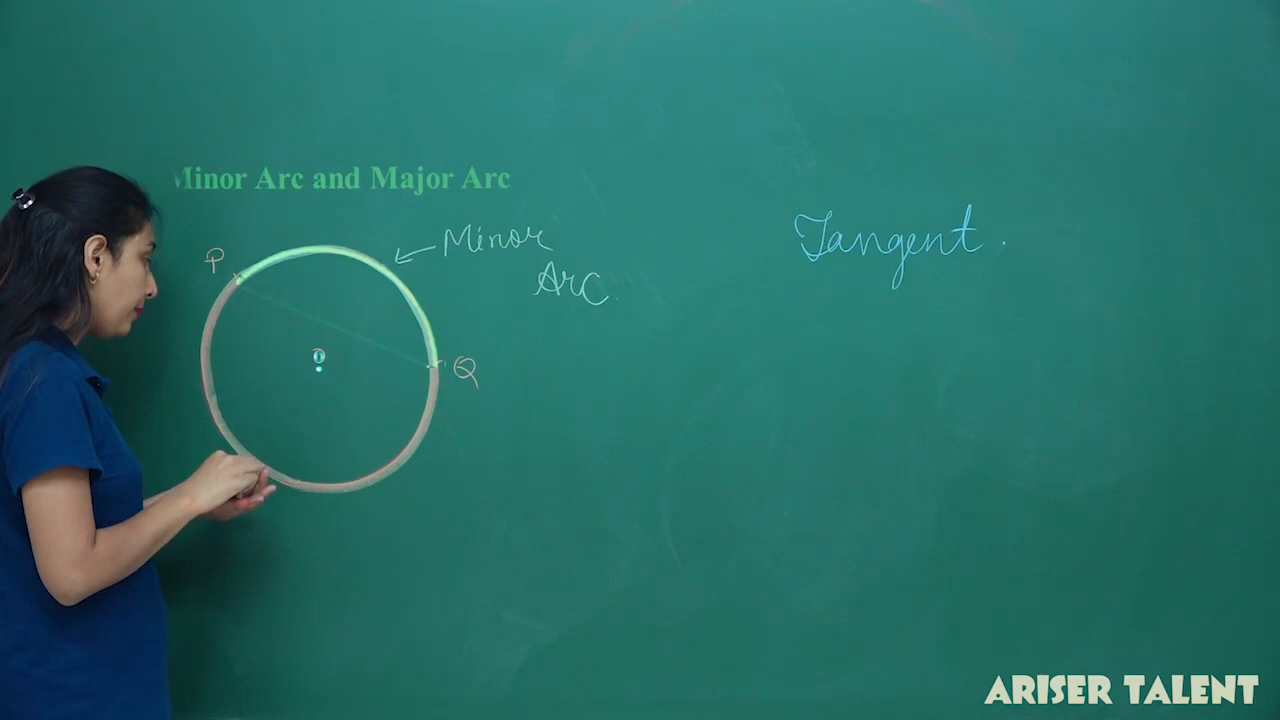 Minor Arc and Major Arc
Minor
Arc
Tangent.
P
O
Q
ARISER TALENT